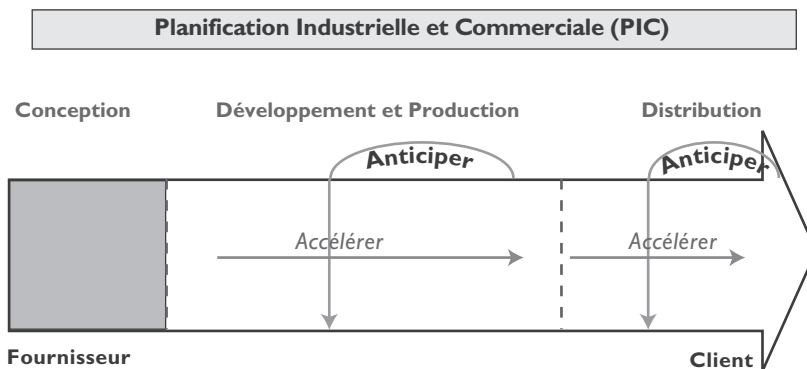 Planification Industrielle et Commerciale (PIC)
Conception
Développement et Production
Distribution
Anticiper
Anticiper
Accélérer
Accélérer
Fournisseur
Client